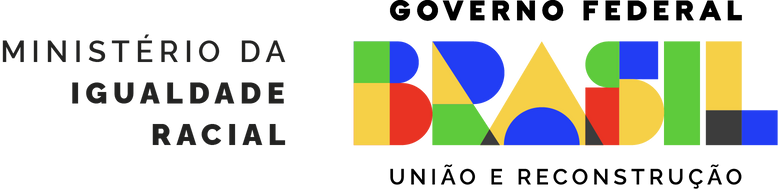 MINISTÉRIO DA
IGUALDADE
RACIAL
GOVERNO FEDERAL
BRASIL
UNIÃO E RECONSTRUÇÃO